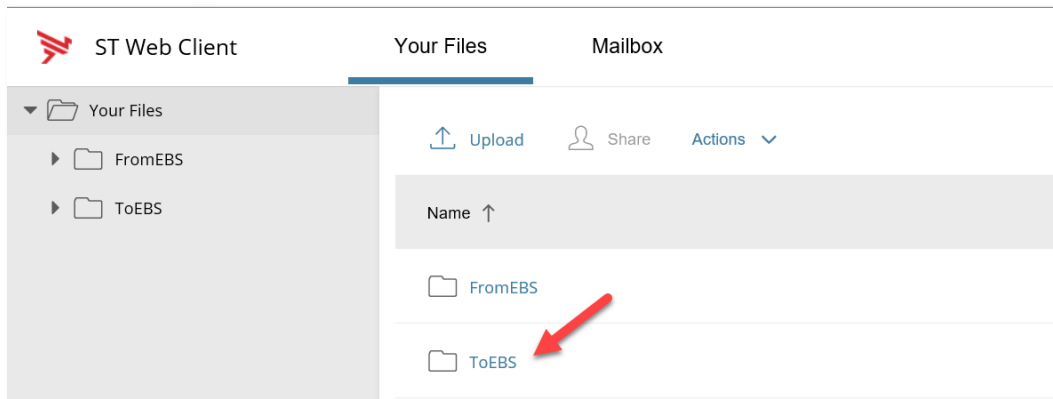 ST Web Client
Your Files
Mailbox
Your Files
FromEBS
ToEBS
Upload
Share
Actions
Name
FromEBS
ToEBS